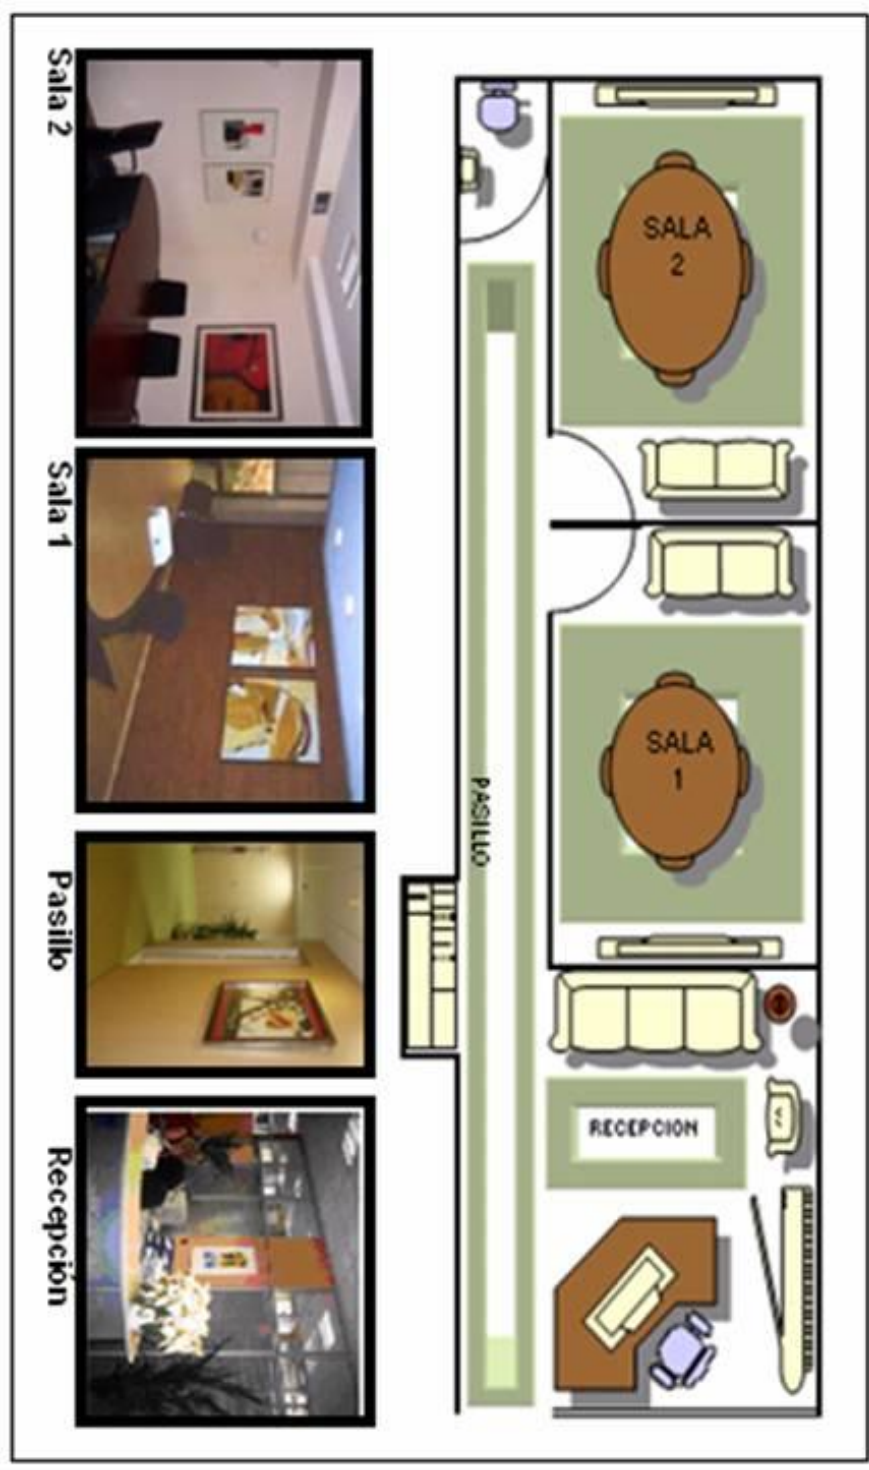 Sala 2
Sala 1
Pasillo
Recepción
SALA
2
SALA
1
PASILLO
RECEPCION